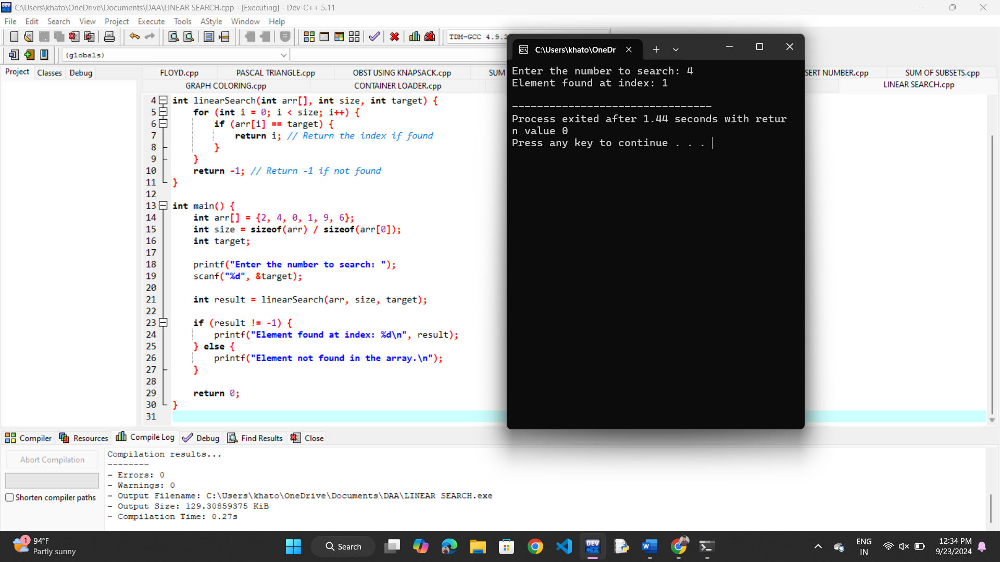 C:\Users\khato\OneDrive\Documents\DAA\LINEAR SEARCH.cpp - [Executing] - Dev-C++ 5.11
File Edit Search View Project Execute Tools AStyle Window Help
TDM-GCC 4.9.2
(globals)
Project Classes Debug
FLOYD.cpp PASCAL TRIANGLE.cpp OBST USING KNAPSACK.cpp SUM SERT NUMBER.cpp SUM OF SUBSETS.cpp
GRAPH COLORING.cpp CONTAINER LOADER.cpp LINEAR SEARCH.cpp
4 int linearSearch(int arr[], int size, int target) {
5 for (int i = 0; i < size; i++) {
6 if (arr[i] == target) {
7 return i; // Return the index if found
8 }
9 }
10 return -1; // Return -1 if not found
11 }
12
13 int main() {
14 int arr[] = {2, 4, 0, 1, 9, 6};
15 int size = sizeof(arr) / sizeof(arr[0]);
16 int target;
17
18 printf("Enter the number to search: ");
19 scanf("%d", &target);
20
21 int result = linearSearch(arr, size, target);
22
23 if (result != -1) {
24 printf("Element found at index: %d\n", result);
25 } else {
26 printf("Element not found in the array.\n");
27 }
28
29 return 0;
30 }
31
C:\Users\khato\OneDr
Enter the number to search: 4
Element found at index: 1
--------------------------------
Process exited after 1.44 seconds with retur
n value 0
Press any key to continue . . .
Compiler Resources Compile Log Debug Find Results Close
Abort Compilation
Shorten compiler paths
Compilation results...
--------
- Errors: 0
- Warnings: 0
- Output Filename: C:\Users\khato\OneDrive\Documents\DAA\LINEAR SEARCH.exe
- Output Size: 129.30859375 KiB
- Compilation Time: 0.27s
1
94°F
Partly sunny
Search
DEV
C++
ENG
IN
12:34 PM
9/23/2024